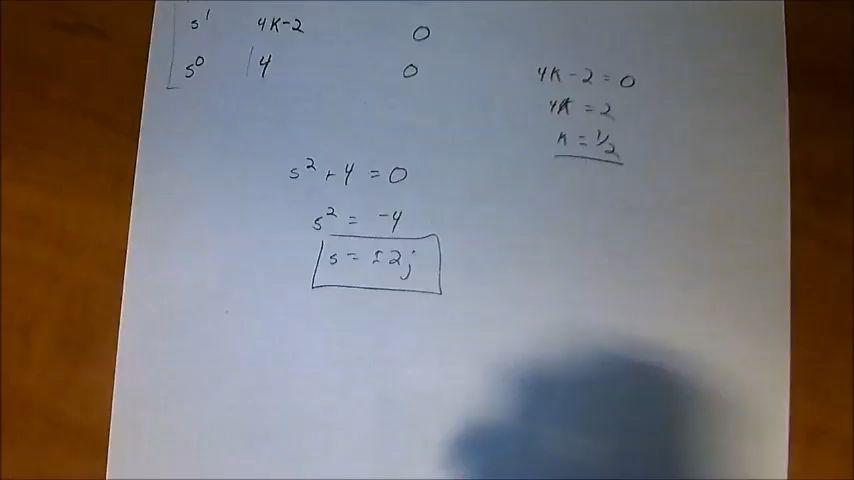 s¹ 4K-2 0
s⁰ 4 0
4K - 2 = 0
4K = 2
K = 1/2
s² + 4 = 0
s² = -4
s = ±2j